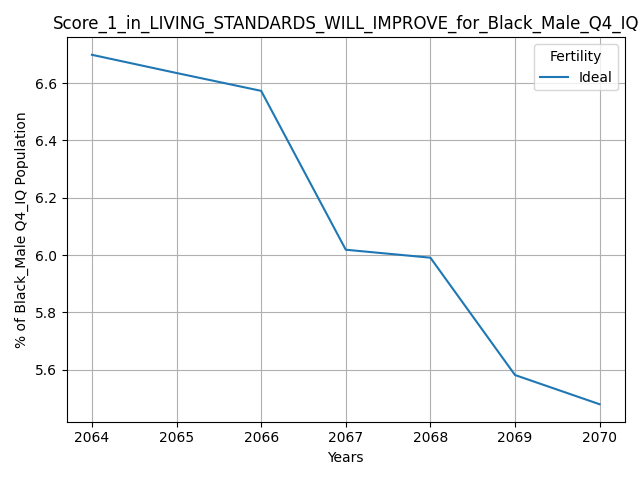 Score_1_in_LIVING_STANDARDS_WILL_IMPROVE_for_Black_Male_Q4_IQ
Fertility
Ideal
% of Black_Male Q4_IQ Population
6.6
6.4
6.2
6.0
5.8
5.6
2064 2065 2066 2067 2068 2069 2070
Years